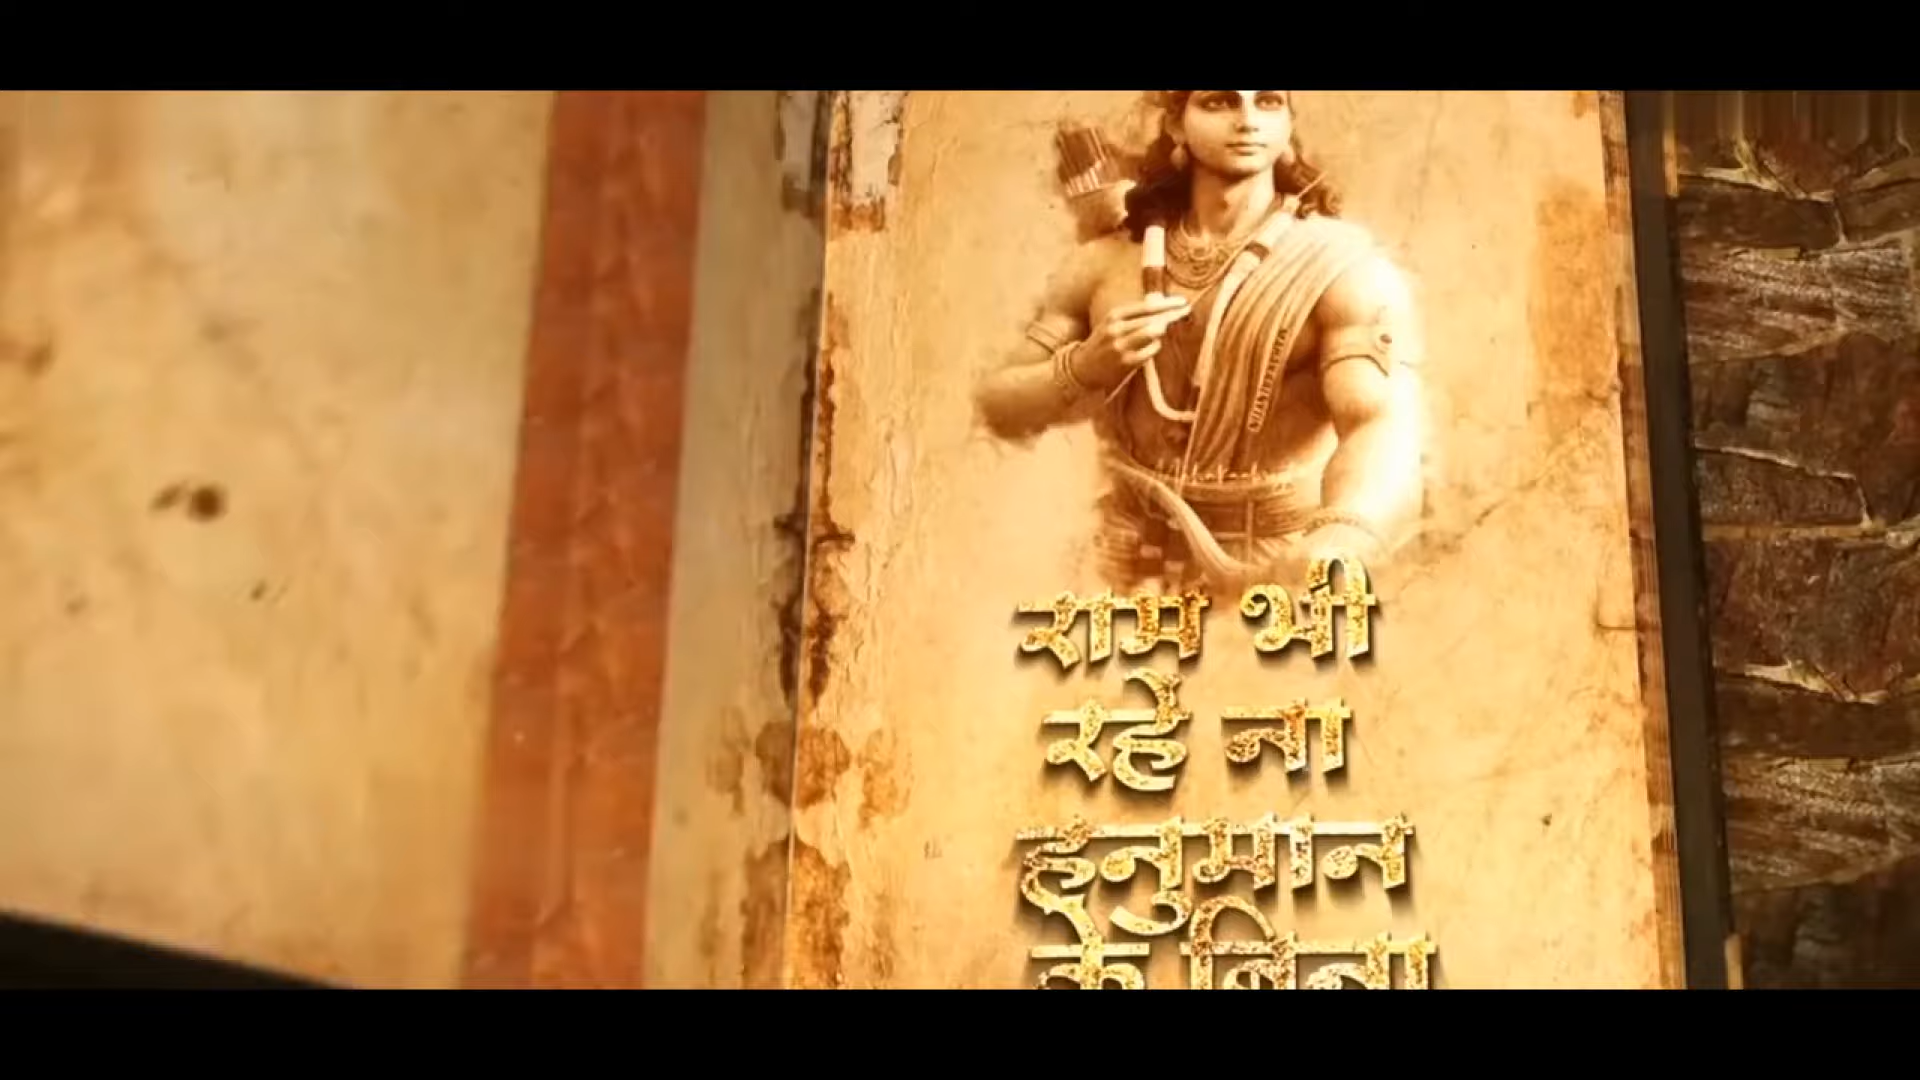 राम भी
रहे ना
हनुमान
के बिना